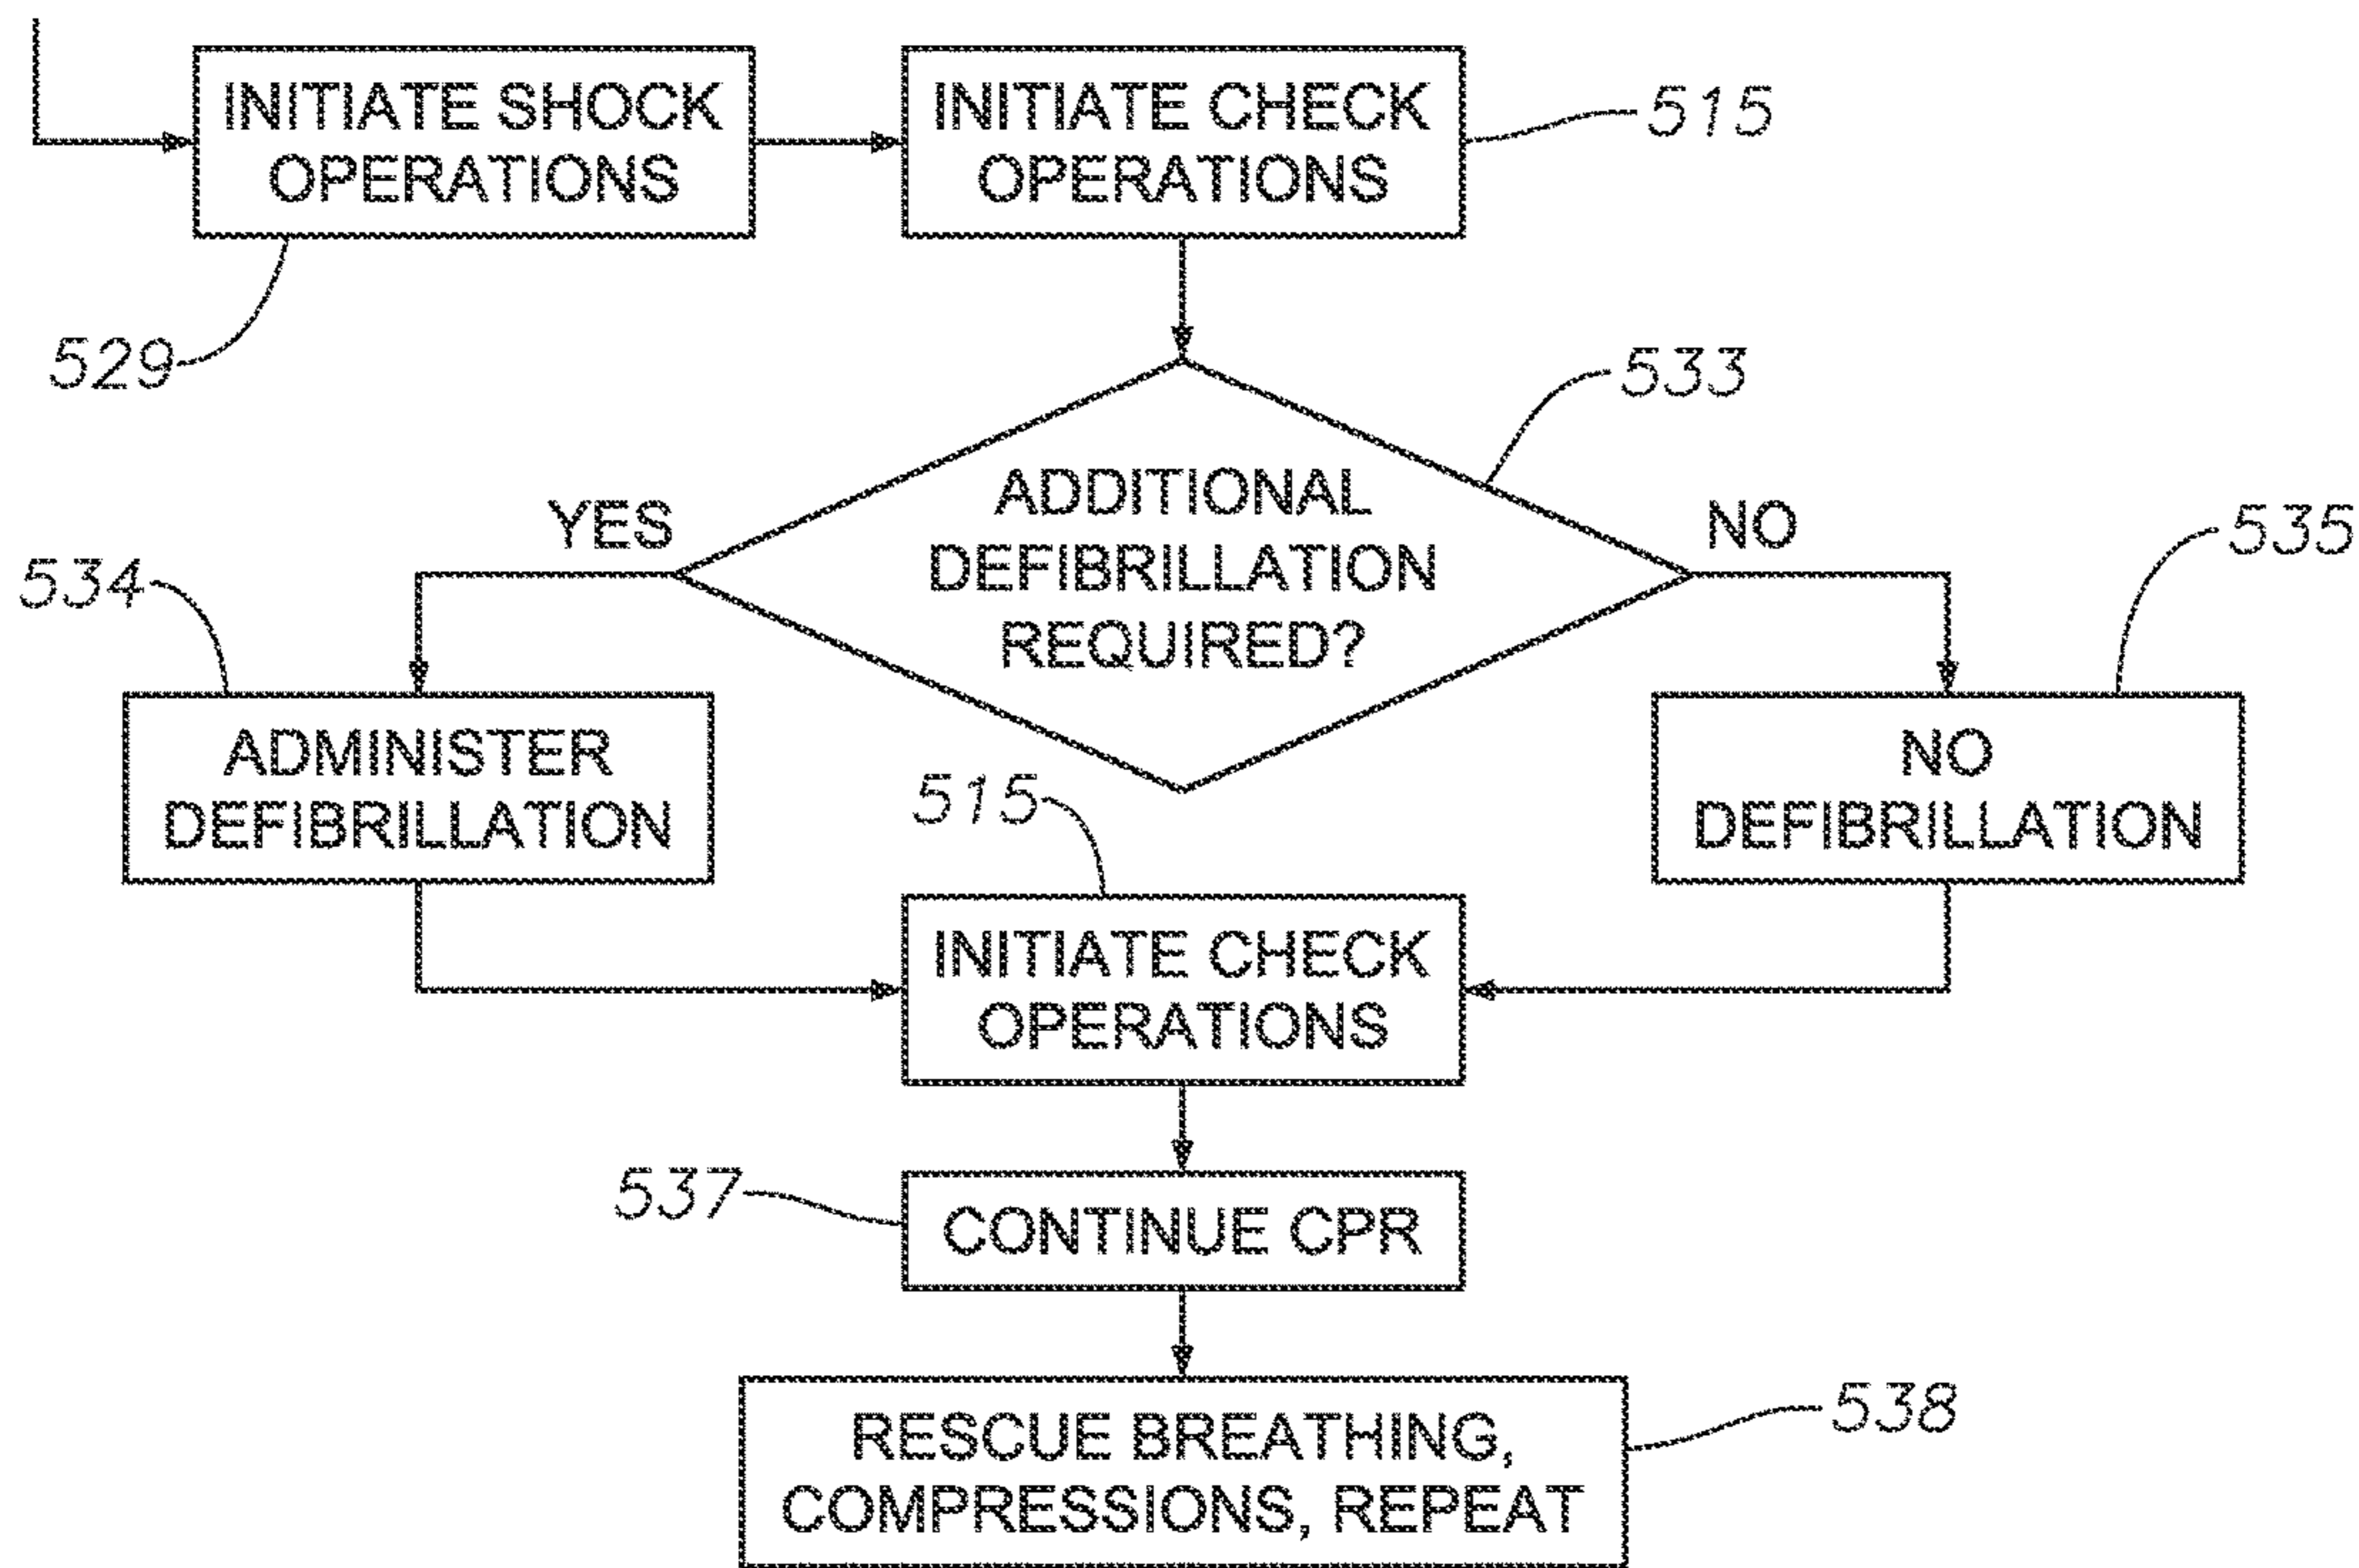 INITIATE SHOCK
OPERATIONS
INITIATE CHECK
OPERATIONS
515
529
533
ADDITIONAL
DEFIBRILLATION
REQUIRED?
YES
NO
534
535
ADMINISTER
DEFIBRILLATION
NO
DEFIBRILLATION
515
INITIATE CHECK
OPERATIONS
537
CONTINUE CPR
RESCUE BREATHING,
COMPRESSIONS, REPEAT
538